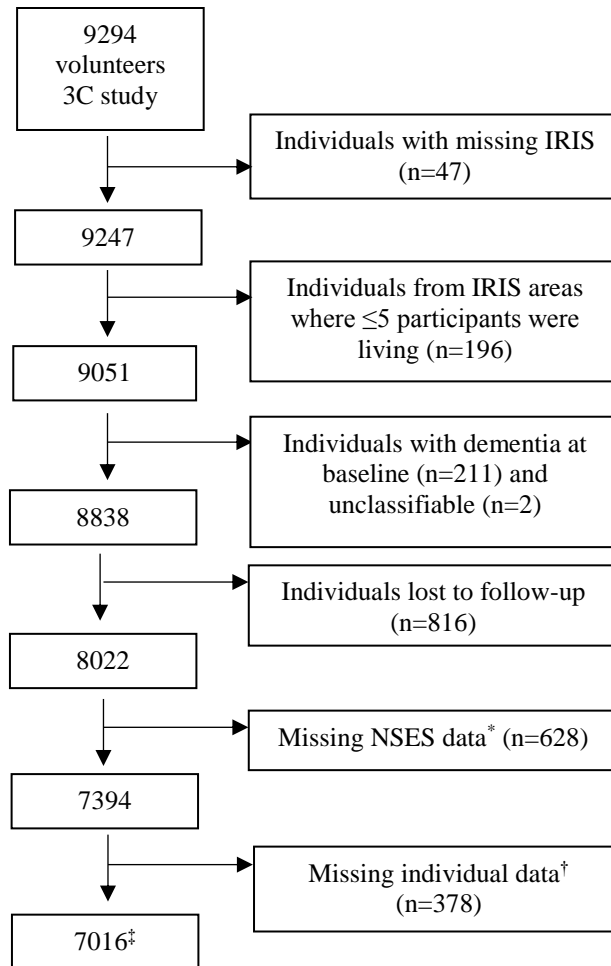 9294
volunteers
3C study
Individuals with missing IRIS
(n=47)
9247
Individuals from IRIS areas
where ≤5 participants were
living (n=196)
9051
Individuals with dementia at
baseline (n=211) and
unclassifiable (n=2)
8838
Individuals lost to follow-up
(n=816)
8022
Missing NSES data* (n=628)
7394
Missing individual data†
(n=378)
7016‡